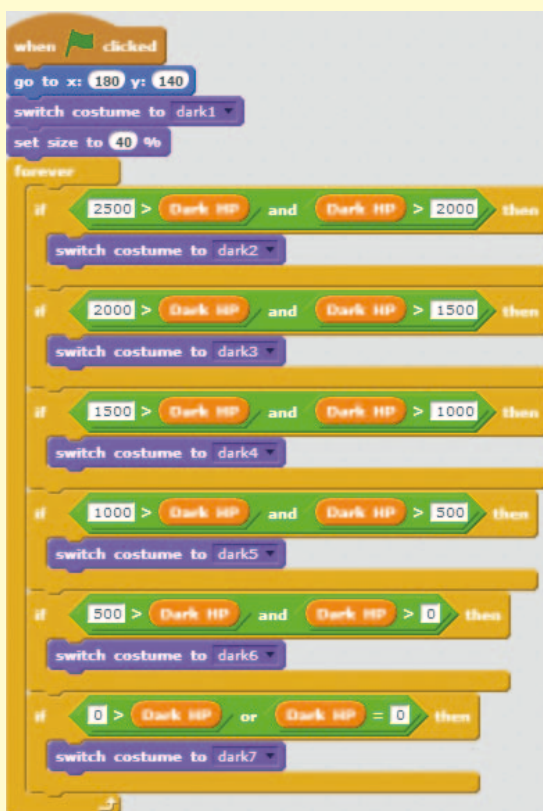 when clicked
go to x: 180 y: 140
switch costume to dark1
set size to 40 %
forever
if 2500 > Dark HP and Dark HP > 2000 then
switch costume to dark2
if 2000 > Dark HP and Dark HP > 1500 then
switch costume to dark3
if 1500 > Dark HP and Dark HP > 1000 then
switch costume to dark4
if 1000 > Dark HP and Dark HP > 500 then
switch costume to dark5
if 500 > Dark HP and Dark HP > 0 then
switch costume to dark6
if 0 > Dark HP or Dark HP = 0 then
switch costume to dark7